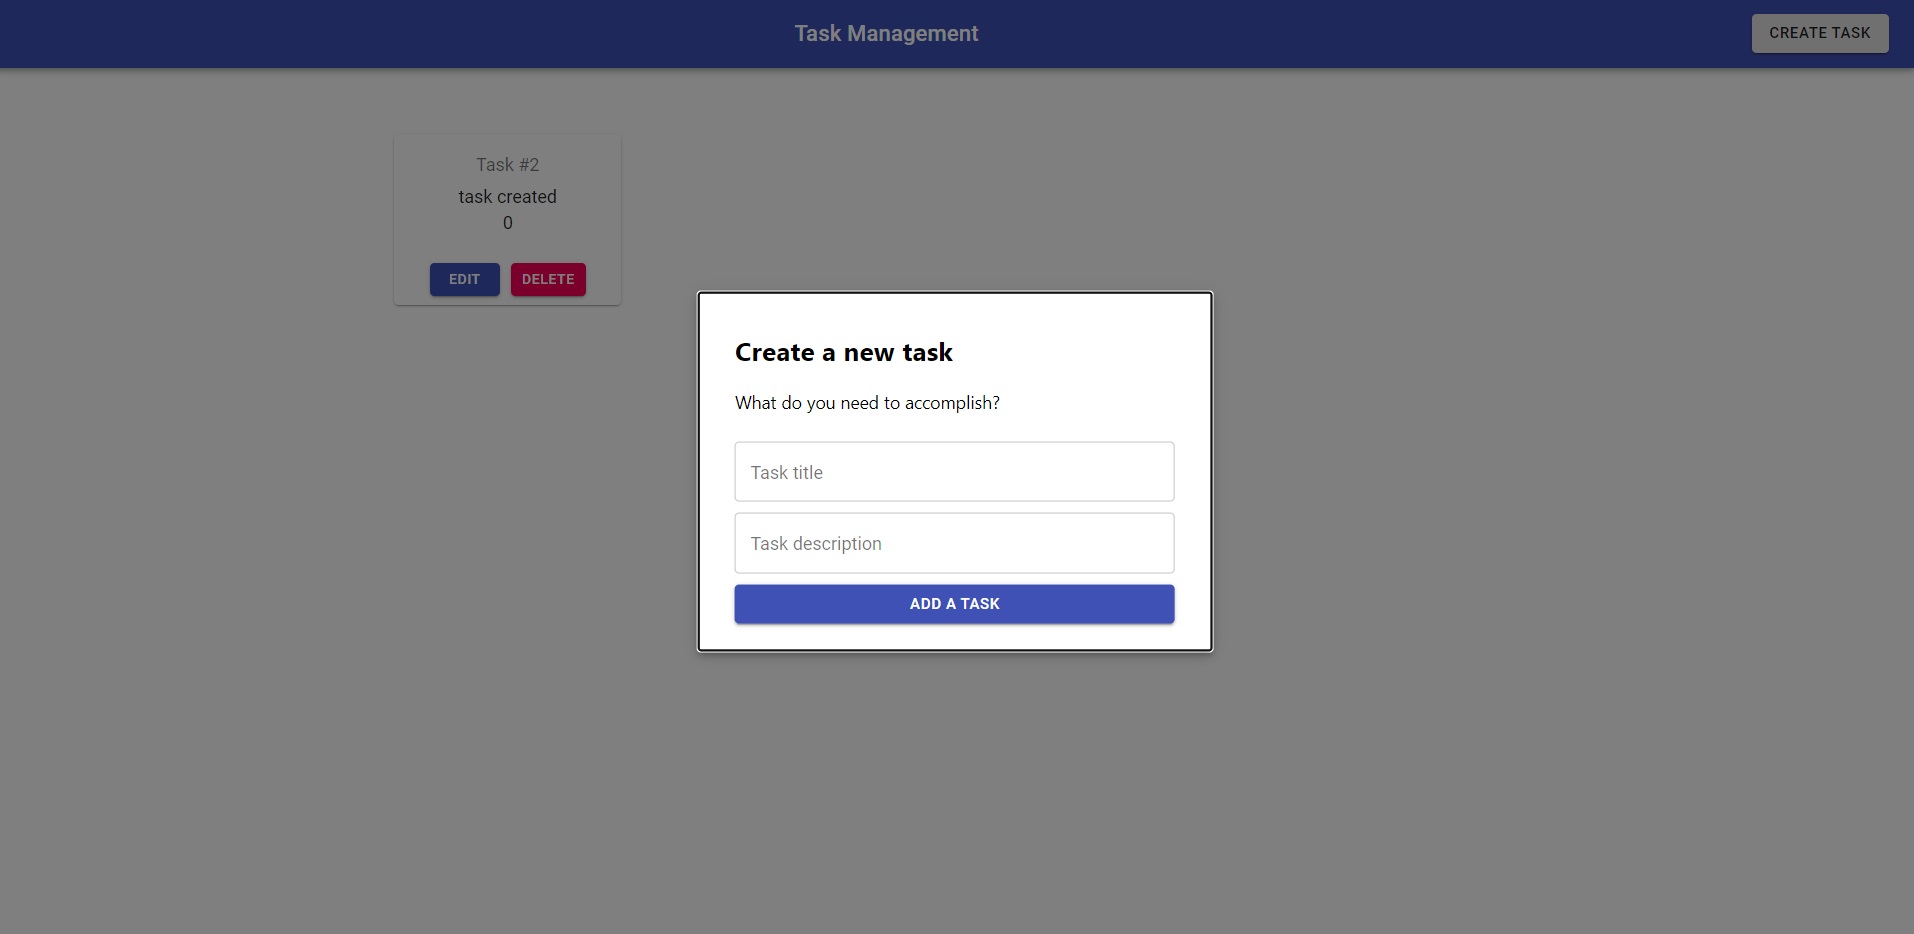 Task Management
CREATE TASK
Task #2
task created
0
EDIT
DELETE
Create a new task
What do you need to accomplish?
Task title
Task description
ADD A TASK